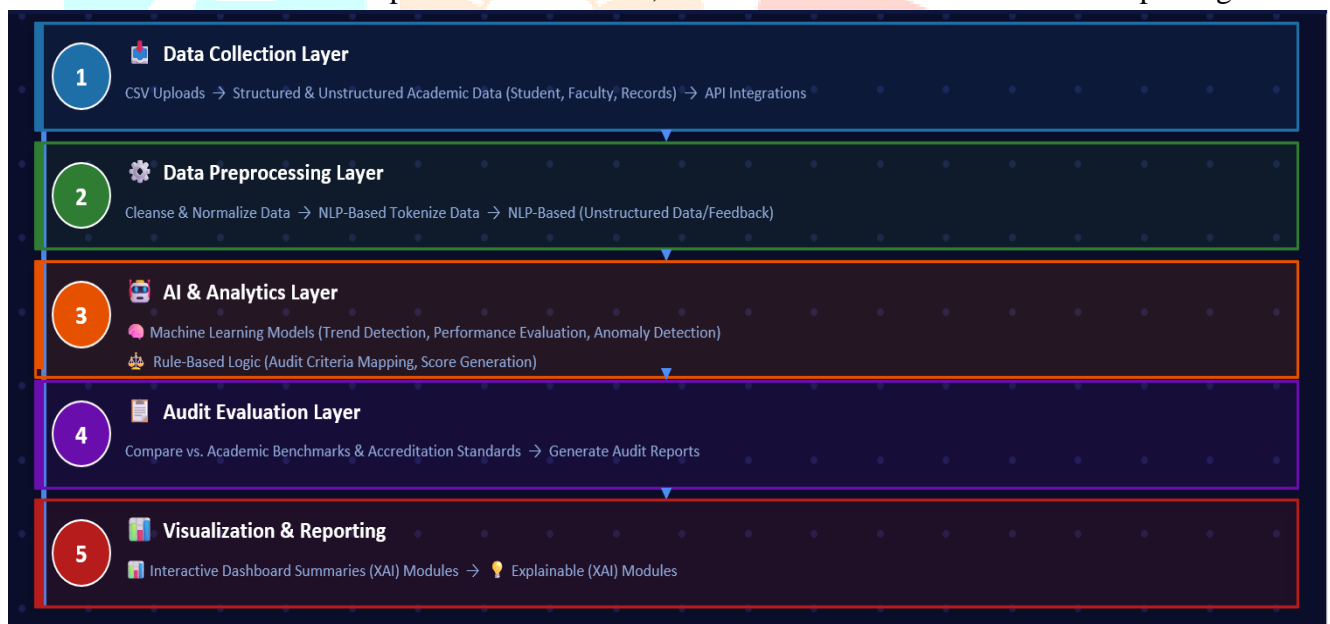 1
Data Collection Layer
CSV Uploads → Structured & Unstructured Academic Data (Student, Faculty, Records) → API Integrations
2
Data Preprocessing Layer
Cleanse & Normalize Data → NLP-Based Tokenize Data → NLP-Based (Unstructured Data/Feedback)
3
AI & Analytics Layer
Machine Learning Models (Trend Detection, Performance Evaluation, Anomaly Detection)
Rule-Based Logic (Audit Criteria Mapping, Score Generation)
4
Audit Evaluation Layer
Compare vs. Academic Benchmarks & Accreditation Standards → Generate Audit Reports
5
Visualization & Reporting
Interactive Dashboard Summaries (XAI) Modules → Explainable (XAI) Modules